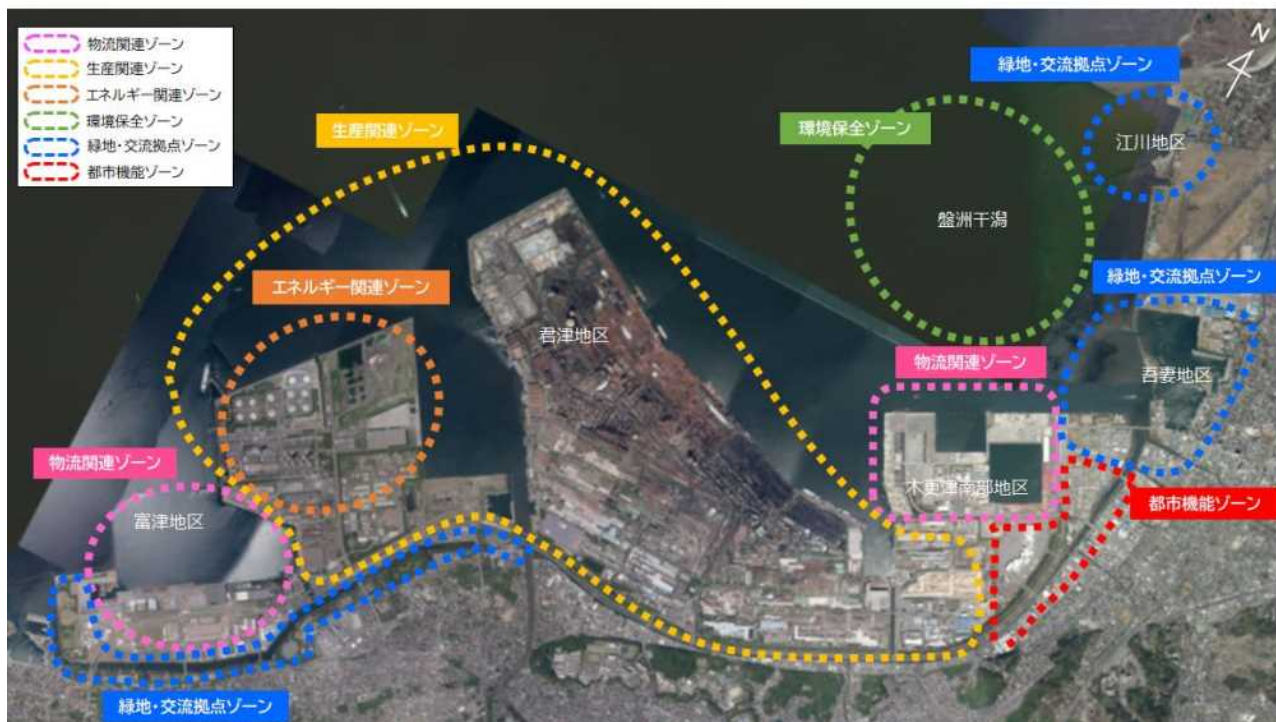 物流関連ゾーン
生産関連ゾーン
エネルギー関連ゾーン
環境保全ゾーン
緑地・交流拠点ゾーン
都市機能ゾーン
N
緑地・交流拠点ゾーン
生産関連ゾーン
環境保全ゾーン
江川地区
盤洲干潟
エネルギー関連ゾーン
緑地・交流拠点ゾーン
君津地区
物流関連ゾーン
吾妻地区
物流関連ゾーン
木更津南部地区
都市機能ゾーン
富津地区
緑地・交流拠点ゾーン